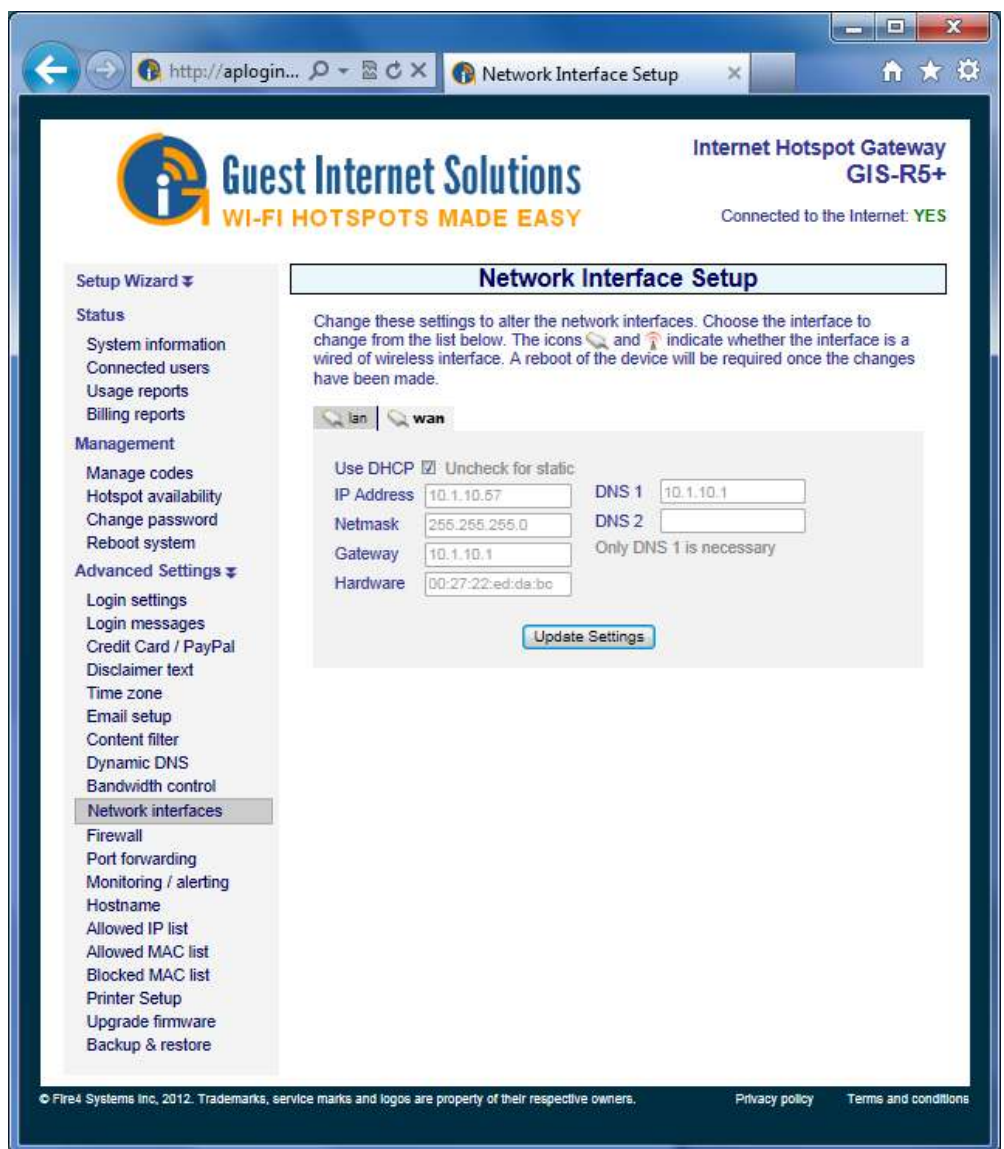 http://aplogin...
Network Interface Setup
Guest Internet Solutions
WI-FI HOTSPOTS MADE EASY
Internet Hotspot Gateway
GIS-R5+
Connected to the Internet: YES
Setup Wizard
Status
System information
Connected users
Usage reports
Billing reports
Management
Manage codes
Hotspot availability
Change password
Reboot system
Advanced Settings
Login settings
Login messages
Credit Card / PayPal
Disclaimer text
Time zone
Email setup
Content filter
Dynamic DNS
Bandwidth control
Network interfaces
Firewall
Port forwarding
Monitoring / alerting
Hostname
Allowed IP list
Allowed MAC list
Blocked MAC list
Printer Setup
Upgrade firmware
Backup & restore
Network Interface Setup
Change these settings to alter the network interfaces. Choose the interface to
change from the list below. The icons and indicate whether the interface is a
wired of wireless interface. A reboot of the device will be required once the changes
have been made.
lan wan
Use DHCP Uncheck for static
IP Address 10.1.10.57
Netmask 255.255.255.0
Gateway 10.1.10.1
Hardware 00:27:22:ed:da:bc
DNS 1 10.1.10.1
DNS 2
Only DNS 1 is necessary
Update Settings
© Fire4 Systems Inc, 2012. Trademarks, service marks and logos are property of their respective owners.
Privacy policy
Terms and conditions